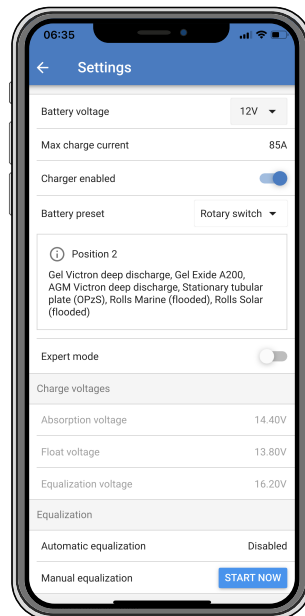 06:35
Settings
Battery voltage 12V
Max charge current 85A
Charger enabled
Battery preset Rotary switch
Position 2
Gel Victron deep discharge, Gel Exide A200,
AGM Victron deep discharge, Stationary tubular
plate (OPzS), Rolls Marine (flooded), Rolls Solar
(flooded)
Expert mode
Charge voltages
Absorption voltage 14.40V
Float voltage 13.80V
Equalization voltage 16.20V
Equalization
Automatic equalization Disabled
Manual equalization START NOW